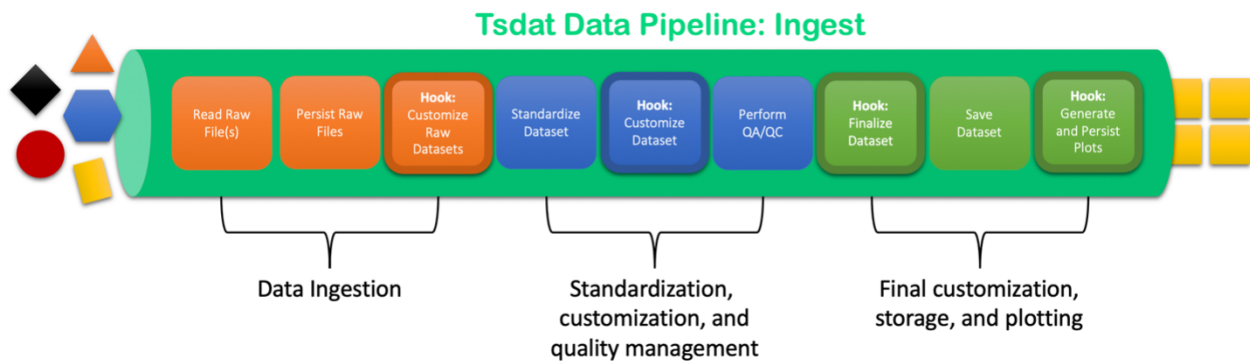 Tsdat Data Pipeline: Ingest
Read Raw
File(s)
Persist Raw
Files
Hook:
Customize
Raw
Datasets
Standardize
Dataset
Hook:
Customize
Dataset
Perform
QA/QC
Hook:
Finalize
Dataset
Save
Dataset
Hook:
Generate
and Persist
Plots
Data Ingestion
Standardization,
customization, and
quality management
Final customization,
storage, and plotting